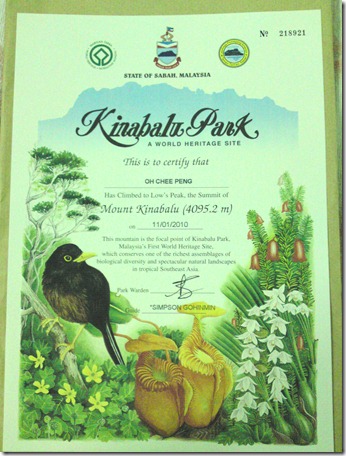 Nº 218921
STATE OF SABAH, MALAYSIA
Kinabalu Park
A WORLD HERITAGE SITE
This is to certify that
OH CHEE PENG
Has Climbed to Low's Peak, the Summit of
Mount Kinabalu (4095.2 m)
on 11/01/2010
This mountain is the focal point of Kinabalu Park,
Malaysia's First World Heritage Site,
which conserves one of the richest assemblages of
biological diversity and spectacular natural landscapes
in tropical Southeast Asia.
Park Warden
Guide *SIMPSON GOHINMIN